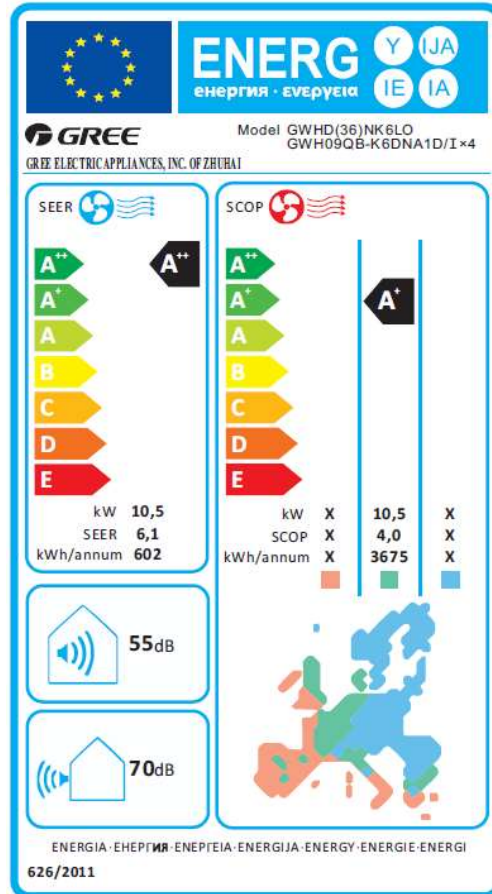 ENERG Y IJA
енергия · ενεργεια IE IA
GREE
Model GWHD(36)NK6LO
GWH09QB-K6DNA1D/I×4
GREE ELECTRIC APPLIANCES, INC. OF ZHUHAI
SEER
A++
A+
A
B
C
D
E
A++
kW 10,5
SEER 6,1
kWh/annum 602
SCOP
A++
A+
A
B
C
D
E
A+
kW X 10,5 X
SCOP X 4,0 X
kWh/annum X 3675 X
55dB
70dB
ENERGIA·ЕНЕРГИЯ·ΕΝΕΡΓΕΙΑ·ENERGIJA·ENERGY·ENERGIE·ENERGI
626/2011